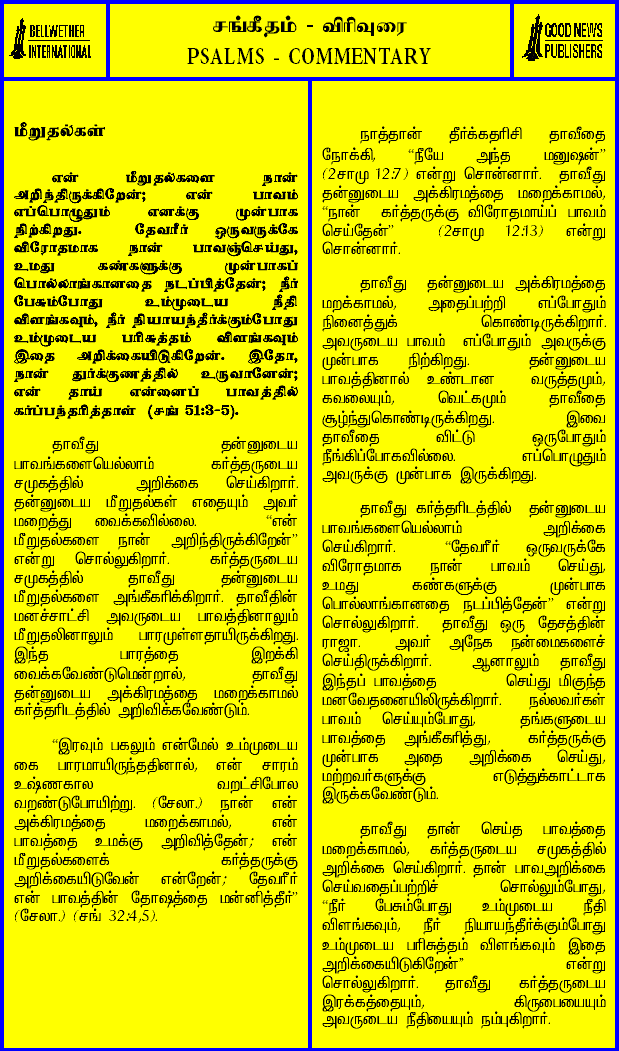 BELLWETHER
INTERNATIONAL
சங்கீதம் - விரிவுரை
PSALMS - COMMENTARY
GOOD NEWS
PUBLISHERS
மீறுதல்கள்
என் மீறுதல்களை நான்
அறிந்திருக்கிறேன்; என் பாவம்
எப்பொழுதும் எனக்கு முன்பாக
நிற்கிறது. தேவரீர் ஒருவருக்கே
விரோதமாக நான் பாவஞ்செய்து,
உமது கண்களுக்கு முன்பாகப்
பொல்லாங்கானதை நடப்பித்தேன்; நீர்
பேசும்போது உம்முடைய நீதி
விளங்கவும், நீர் நியாயந்தீர்க்கும்போது
உம்முடைய பரிசுத்தம் விளங்கவும்
இதை அறிக்கையிடுகிறேன். இதோ,
நான் துர்க்குணத்தில் உருவானேன்;
என் தாய் என்னைப் பாவத்தில்
கர்ப்பந்தரித்தாள் (சங் 51:3-5).
தாவீது தன்னுடைய
பாவங்களையெல்லாம் கர்த்தருடைய
சமுகத்தில் அறிக்கை செய்கிறார்.
தன்னுடைய மீறுதல்கள் எதையும் அவர்
மறைத்து வைக்கவில்லை. “என்
மீறுதல்களை நான் அறிந்திருக்கிறேன்”
என்று சொல்லுகிறார். கர்த்தருடைய
சமுகத்தில் தாவீது தன்னுடைய
மீறுதல்களை அங்கீகரிக்கிறார். தாவீதின்
மனச்சாட்சி அவருடைய பாவத்தினாலும்
மீறுதலினாலும் பாரமுள்ளதாயிருக்கிறது.
இந்த பாரத்தை இறக்கி
வைக்கவேண்டுமென்றால், தாவீது
தன்னுடைய அக்கிரமத்தை மறைக்காமல்
கர்த்தரிடத்தில் அறிவிக்கவேண்டும்.
“இரவும் பகலும் என்மேல் உம்முடைய
கை பாரமாயிருந்ததினால், என் சாரம்
உஷ்ணகால வறட்சிபோல
வறண்டுபோயிற்று. (சேலா.) நான் என்
அக்கிரமத்தை மறைக்காமல், என்
பாவத்தை உமக்கு அறிவித்தேன்; என்
மீறுதல்களைக் கர்த்தருக்கு
அறிக்கையிடுவேன் என்றேன்; தேவரீர்
என் பாவத்தின் தோஷத்தை மன்னித்தீர்”
(சேலா.) (சங் 32:4,5).
நாத்தான் தீர்க்கதரிசி தாவீதை
நோக்கி, “நீயே அந்த மனுஷன்”
(2சாமு 12:7) என்று சொன்னார். தாவீது
தன்னுடைய அக்கிரமத்தை மறைக்காமல்,
“நான் கர்த்தருக்கு விரோதமாய்ப் பாவம்
செய்தேன்” (2சாமு 12:13) என்று
சொன்னார்.
தாவீது தன்னுடைய அக்கிரமத்தை
மறக்காமல், அதைப்பற்றி எப்போதும்
நினைத்துக் கொண்டிருக்கிறார்.
அவருடைய பாவம் எப்போதும் அவருக்கு
முன்பாக நிற்கிறது. தன்னுடைய
பாவத்தினால் உண்டான வருத்தமும்,
கவலையும், வெட்கமும் தாவீதை
சூழ்ந்துகொண்டிருக்கிறது. இவை
தாவீதை விட்டு ஒருபோதும்
நீங்கிப்போகவில்லை. எப்பொழுதும்
அவருக்கு முன்பாக இருக்கிறது.
தாவீது கர்த்தரிடத்தில் தன்னுடைய
பாவங்களையெல்லாம் அறிக்கை
செய்கிறார். “தேவரீர் ஒருவருக்கே
விரோதமாக நான் பாவம் செய்து,
உமது கண்களுக்கு முன்பாக
பொல்லாங்கானதை நடப்பித்தேன்” என்று
சொல்லுகிறார். தாவீது ஒரு தேசத்தின்
ராஜா. அவர் அநேக நன்மைகளைச்
செய்திருக்கிறார். ஆனாலும் தாவீது
இந்தப் பாவத்தை செய்து மிகுந்த
மனவேதனையிலிருக்கிறார். நல்லவர்கள்
பாவம் செய்யும்போது, தங்களுடைய
பாவத்தை அங்கீகரித்து, கர்த்தருக்கு
முன்பாக அதை அறிக்கை செய்து,
மற்றவர்களுக்கு எடுத்துக்காட்டாக
இருக்கவேண்டும்.
தாவீது தான் செய்த பாவத்தை
மறைக்காமல், கர்த்தருடைய சமுகத்தில்
அறிக்கை செய்கிறார். தான் பாவஅறிக்கை
செய்வதைப்பற்றிச் சொல்லும்போது,
“நீர் பேசும்போது உம்முடைய நீதி
விளங்கவும், நீர் நியாயந்தீர்க்கும்போது
உம்முடைய பரிசுத்தம் விளங்கவும் இதை
அறிக்கையிடுகிறேன்” என்று
சொல்லுகிறார். தாவீது கர்த்தருடைய
இரக்கத்தையும், கிருபையையும்
அவருடைய நீதியையும் நம்புகிறார்.